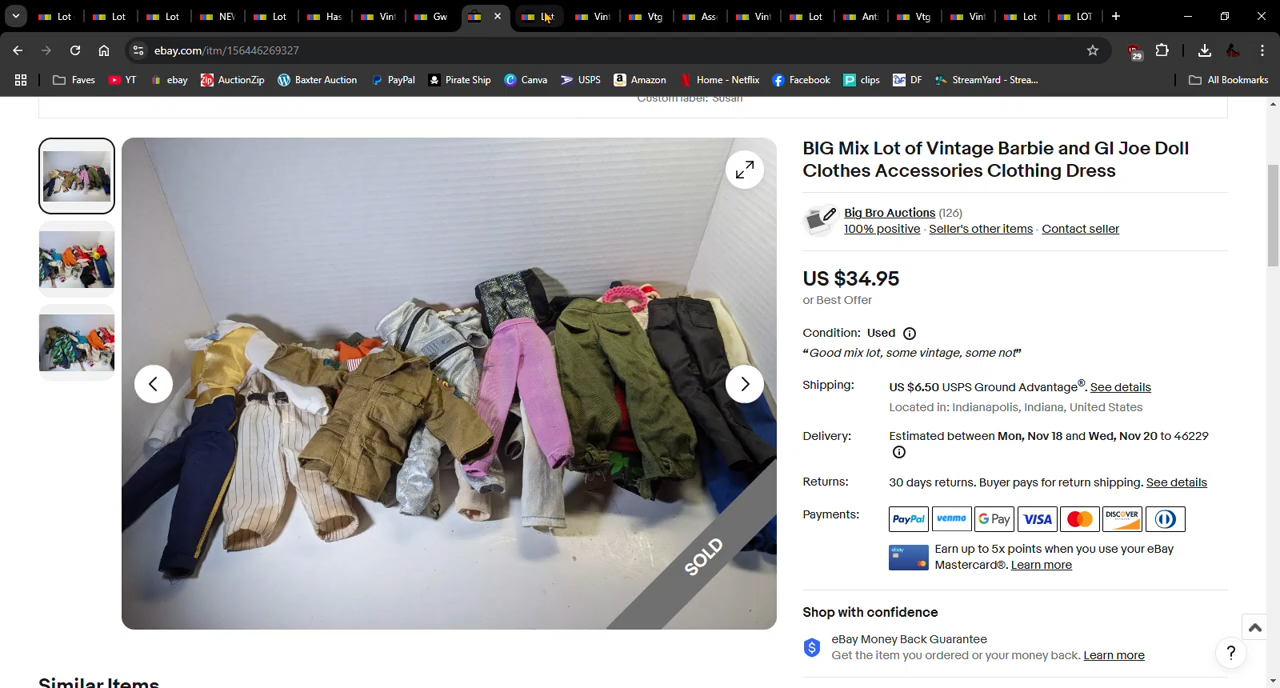 Lot
Lot
Lot
NEV
Lot
Has
Vint
Gw
Lot
Vint
Vtg
Ass
Vint
Lot
Anti
Vtg
Vint
Lot
LOT
ebay.com/itm/156446269327
29
Faves
YT
ebay
AuctionZip
Baxter Auction
PayPal
Pirate Ship
Canva
USPS
Amazon
Home - Netflix
Facebook
clips
DF
StreamYard - Strea...
All Bookmarks
Custom label: Susan
BIG Mix Lot of Vintage Barbie and GI Joe Doll
Clothes Accessories Clothing Dress
Big Bro Auctions (126)
100% positive · Seller's other items · Contact seller
US $34.95
or Best Offer
Condition: Used
“Good mix lot, some vintage, some not”
Shipping: US $6.50 USPS Ground Advantage®. See details
Located in: Indianapolis, Indiana, United States
Delivery: Estimated between Mon, Nov 18 and Wed, Nov 20 to 46229
Returns: 30 days returns. Buyer pays for return shipping. See details
Payments: PayPal venmo G Pay VISA DISCOVER
Earn up to 5x points when you use your eBay
Mastercard®. Learn more
SOLD
Shop with confidence
eBay Money Back Guarantee
Get the item you ordered or your money back. Learn more
?
Similar Items